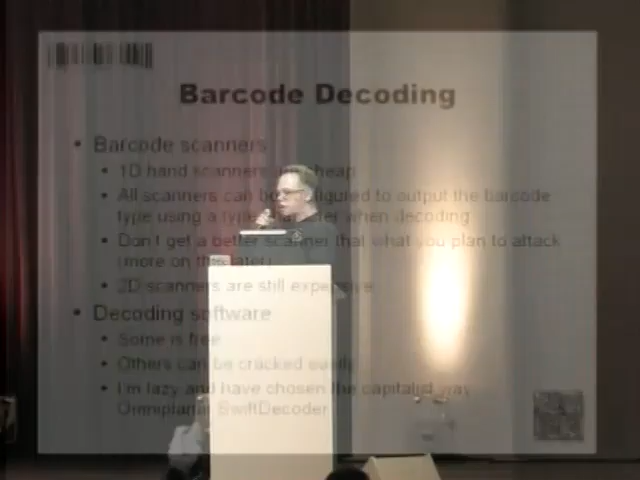 Barcode Decoding
• Barcode scanners
• 1D hand scanners are cheap
• All scanners can be configured to output the barcode
type using a type character when decoding
• Don't get a better scanner that what you plan to attack
(more on this later)
• 2D scanners are still expensive
• Decoding software
• Some is free
• Others can be cracked easily
• I'm lazy and have chosen the capitalist way
Omniplanar SwiftDecoder